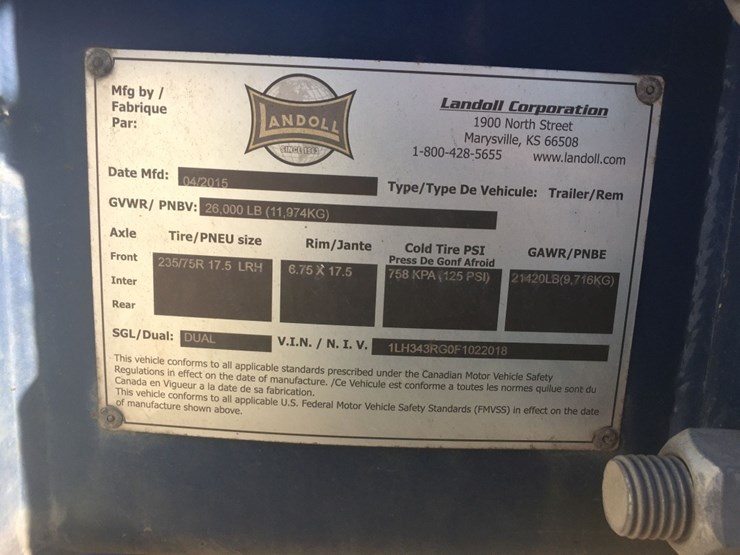 Mfg by /
Fabrique
Par:
LANDOLL
SINCE 1963
Landoll Corporation
1900 North Street
Marysville, KS 66508
1-800-428-5655 www.landoll.com
Date Mfd: 04/2015
Type/Type De Vehicule: Trailer/Rem
GVWR/ PNBV: 26,000 LB (11,974KG)
Axle Tire/PNEU size Rim/Jante Cold Tire PSI GAWR/PNBE
Press De Gonf Afroid
Front 235/75R 17.5 LRH 6.75 X 17.5 758 KPA (125 PSI) 21420LB(9,716KG)
Inter
Rear
SGL/Dual: DUAL V.I.N. / N. I. V. 1LH343RG0F1022018
This vehicle conforms to all applicable standards prescribed under the Canadian Motor Vehicle Safety
Regulations in effect on the date of manufacture. /Ce Vehicule est conforme a toutes les normes quilue sont du
Canada en Vigueur a la date de sa fabrication.
This vehicle conforms to all applicable U.S. Federal Motor Vehicle Safety Standards (FMVSS) in effect on the date
of manufacture shown above.